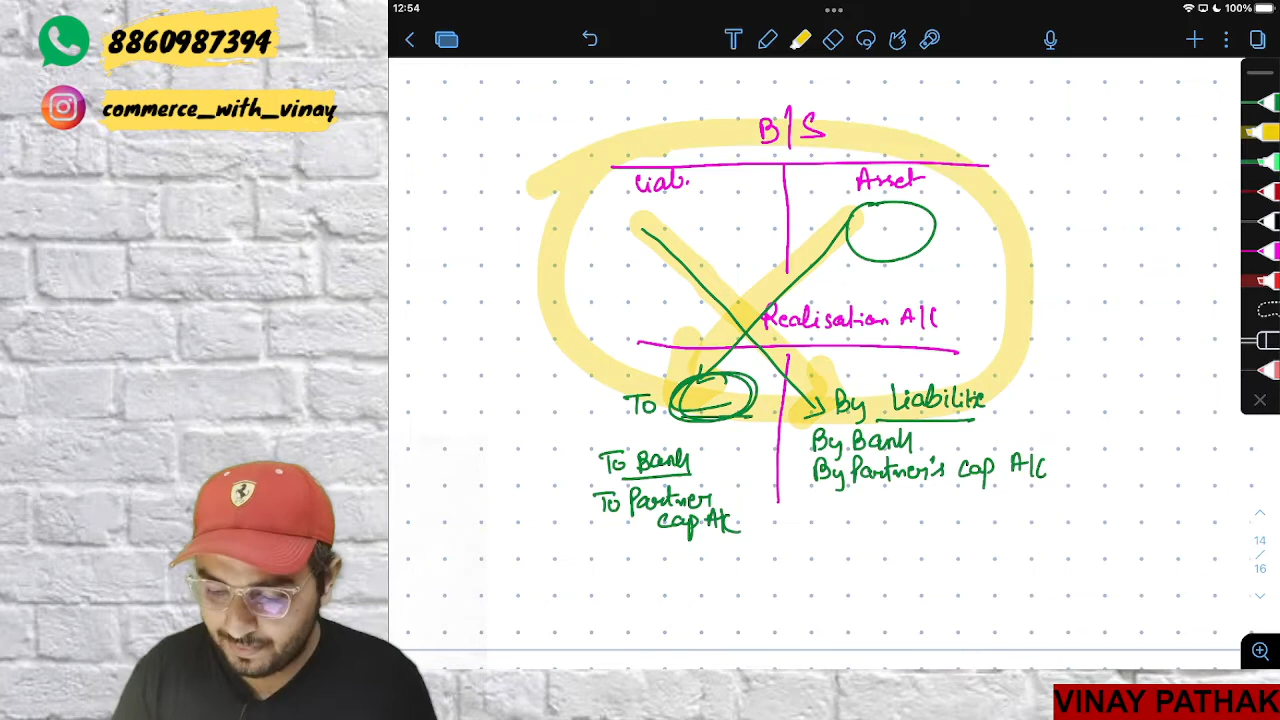 12:54
100%
8860987394
commerce_with_vinay
B/S
Liab.
Asset
Realisation A/C
To
By Liabilitie
To Bank
By Bank
By Partner's cap A/C
To Partner
cap A/C
14
/
16
VINAY PATHAK